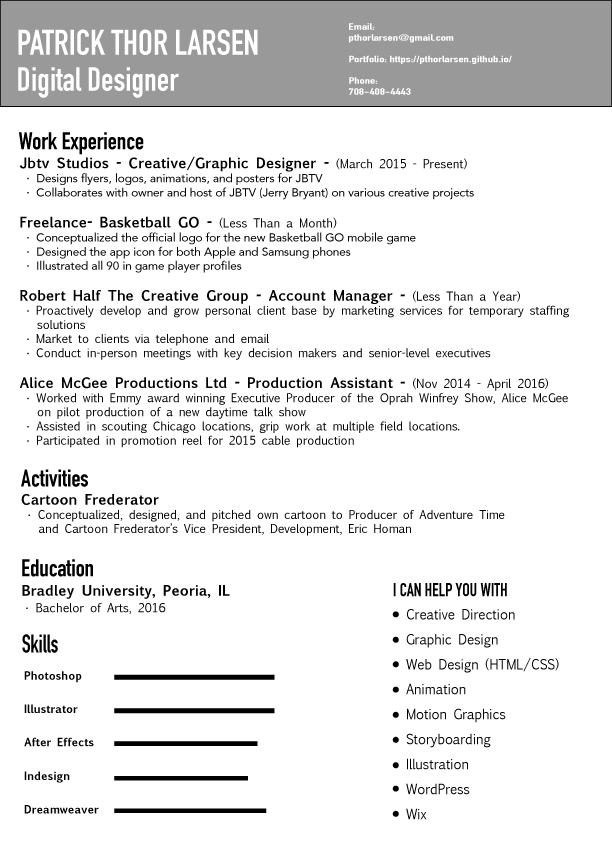 PATRICK THOR LARSEN
Digital Designer
Email:
pthorlarsen@gmail.com
Portfolio: https://pthorlarsen.github.io/
Phone:
708-408-4443
Work Experience
Jbtv Studios - Creative/Graphic Designer - (March 2015 - Present)
· Designs flyers, logos, animations, and posters for JBTV
· Collaborates with owner and host of JBTV (Jerry Bryant) on various creative projects
Freelance- Basketball GO - (Less Than a Month)
· Conceptualized the official logo for the new Basketball GO mobile game
· Designed the app icon for both Apple and Samsung phones
· Illustrated all 90 in game player profiles
Robert Half The Creative Group - Account Manager - (Less Than a Year)
· Proactively develop and grow personal client base by marketing services for temporary staffing
solutions
· Market to clients via telephone and email
· Conduct in-person meetings with key decision makers and senior-level executives
Alice McGee Productions Ltd - Production Assistant - (Nov 2014 - April 2016)
· Worked with Emmy award winning Executive Producer of the Oprah Winfrey Show, Alice McGee
on pilot production of a new daytime talk show
· Assisted in scouting Chicago locations, grip work at multiple field locations.
· Participated in promotion reel for 2015 cable production
Activities
Cartoon Frederator
· Conceptualized, designed, and pitched own cartoon to Producer of Adventure Time
and Cartoon Frederator's Vice President, Development, Eric Homan
Education
Bradley University, Peoria, IL
· Bachelor of Arts, 2016
Skills
Photoshop
Illustrator
After Effects
Indesign
Dreamweaver
I CAN HELP YOU WITH
• Creative Direction
• Graphic Design
• Web Design (HTML/CSS)
• Animation
• Motion Graphics
• Storyboarding
• Illustration
• WordPress
• Wix